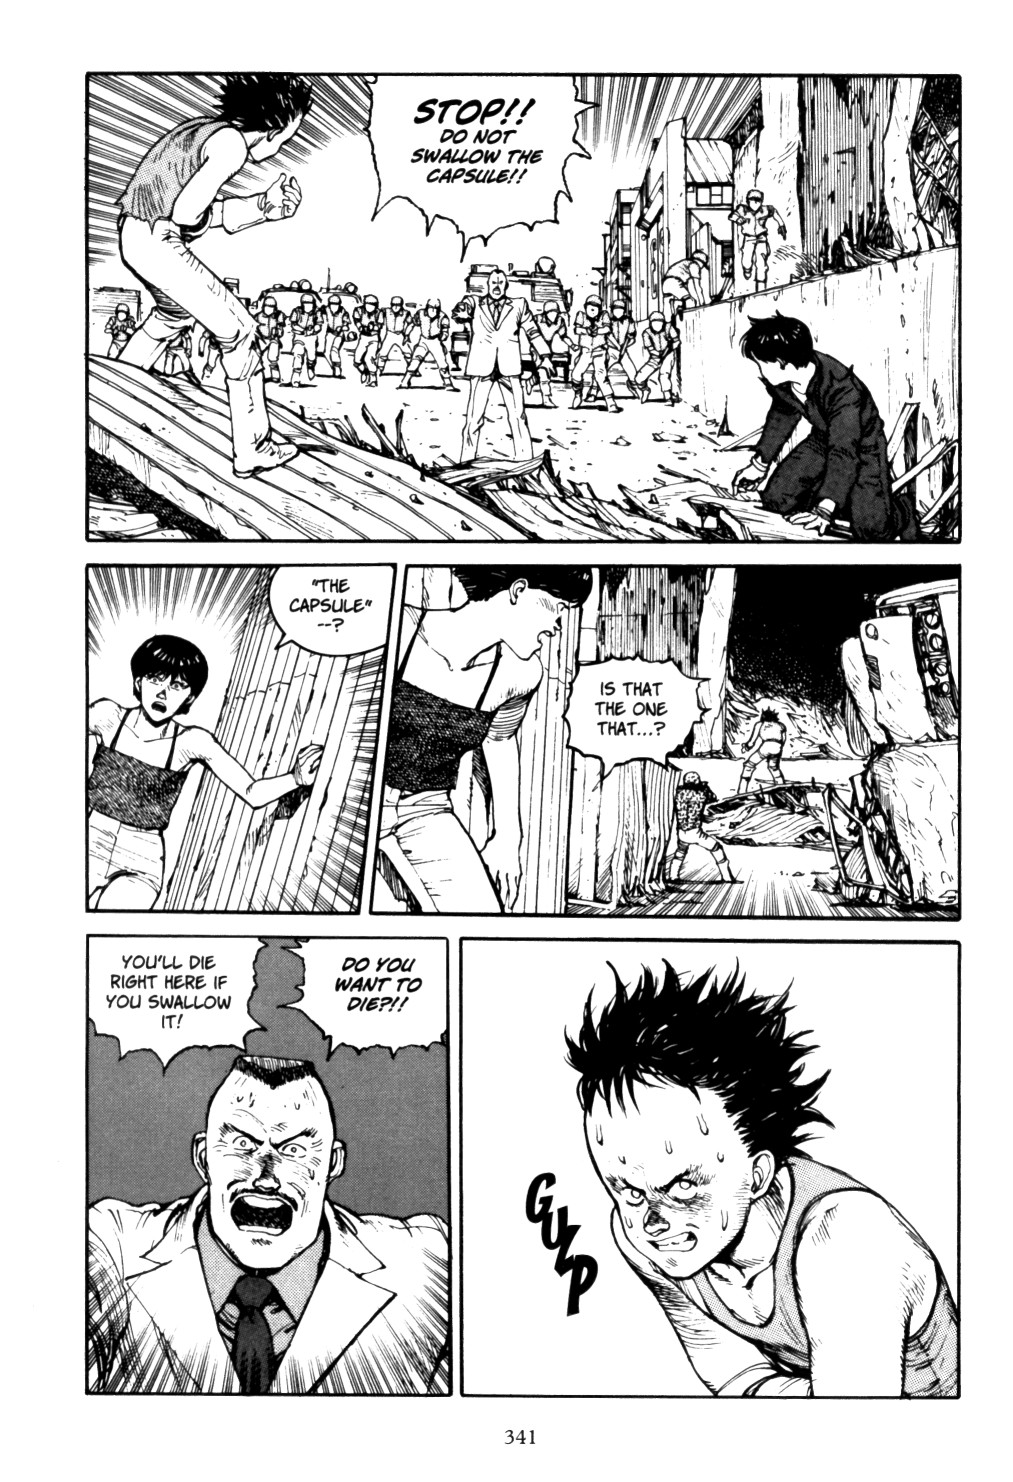 STOP!!
DO NOT
SWALLOW THE
CAPSULE!!
"THE
CAPSULE"
--?
IS THAT
THE ONE
THAT...?
YOU'LL DIE
RIGHT HERE IF
YOU SWALLOW
IT!
DO YOU
WANT TO
DIE?!!
GULP
341